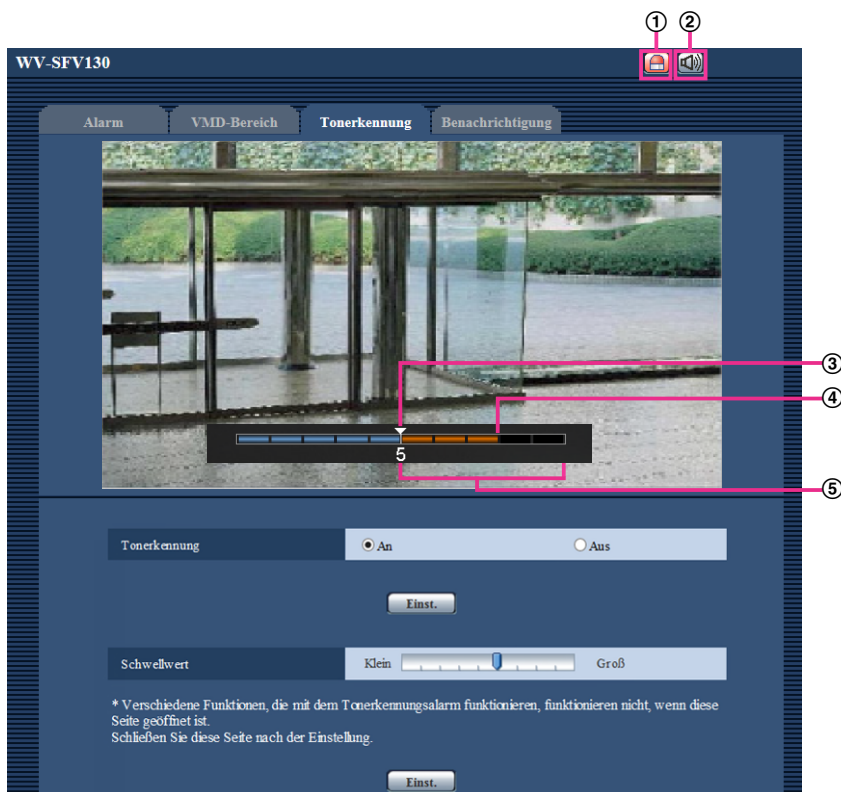 ① ②
WV-SFV130
Alarm VMD-Bereich Tonerkennung Benachrichtigung
③
④
5
⑤
Tonerkennung An Aus
Einst.
Schwellwert Klein Groß
* Verschiedene Funktionen, die mit dem Tonerkennungsalarm funktionieren, funktionieren nicht, wenn diese
Seite geöffnet ist.
Schließen Sie diese Seite nach der Einstellung.
Einst.